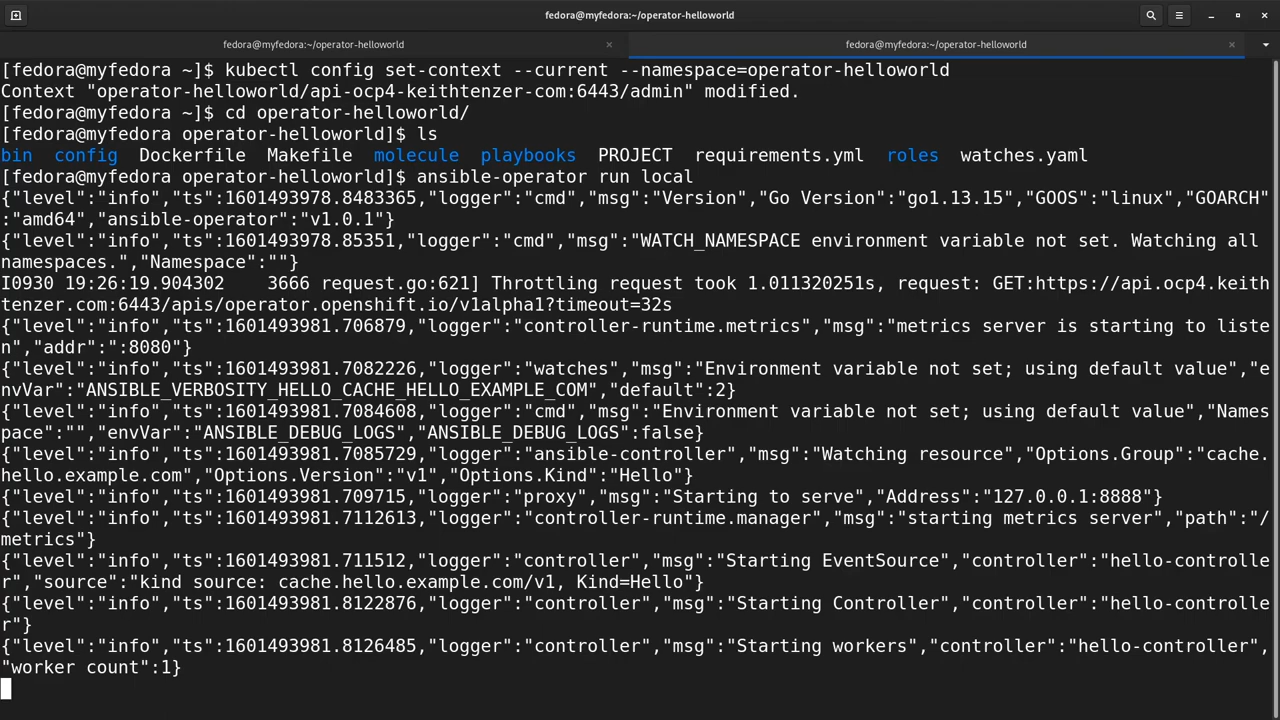 fedora@myfedora:~/operator-helloworld
fedora@myfedora:~/operator-helloworld × fedora@myfedora:~/operator-helloworld ×
[fedora@myfedora ~]$ kubectl config set-context --current --namespace=operator-helloworld
Context "operator-helloworld/api-ocp4-keithtenzer-com:6443/admin" modified.
[fedora@myfedora ~]$ cd operator-helloworld/
[fedora@myfedora operator-helloworld]$ ls
bin config Dockerfile Makefile molecule playbooks PROJECT requirements.yml roles watches.yaml
[fedora@myfedora operator-helloworld]$ ansible-operator run local
{"level":"info","ts":1601493978.8483365,"logger":"cmd","msg":"Version","Go Version":"go1.13.15","GOOS":"linux","GOARCH"
:"amd64","ansible-operator":"v1.0.1"}
{"level":"info","ts":1601493978.85351,"logger":"cmd","msg":"WATCH_NAMESPACE environment variable not set. Watching all
namespaces.","Namespace":""}
I0930 19:26:19.904302    3666 request.go:621] Throttling request took 1.011320251s, request: GET:https://api.ocp4.keith
tenzer.com:6443/apis/operator.openshift.io/v1alpha1?timeout=32s
{"level":"info","ts":1601493981.706879,"logger":"controller-runtime.metrics","msg":"metrics server is starting to liste
n","addr":":8080"}
{"level":"info","ts":1601493981.7082226,"logger":"watches","msg":"Environment variable not set; using default value","e
nvVar":"ANSIBLE_VERBOSITY_HELLO_CACHE_HELLO_EXAMPLE_COM","default":2}
{"level":"info","ts":1601493981.7084608,"logger":"cmd","msg":"Environment variable not set; using default value","Names
pace":"","envVar":"ANSIBLE_DEBUG_LOGS","ANSIBLE_DEBUG_LOGS":false}
{"level":"info","ts":1601493981.7085729,"logger":"ansible-controller","msg":"Watching resource","Options.Group":"cache.
hello.example.com","Options.Version":"v1","Options.Kind":"Hello"}
{"level":"info","ts":1601493981.709715,"logger":"proxy","msg":"Starting to serve","Address":"127.0.0.1:8888"}
{"level":"info","ts":1601493981.7112613,"logger":"controller-runtime.manager","msg":"starting metrics server","path":"/
metrics"}
{"level":"info","ts":1601493981.711512,"logger":"controller","msg":"Starting EventSource","controller":"hello-controlle
r","source":"kind source: cache.hello.example.com/v1, Kind=Hello"}
{"level":"info","ts":1601493981.8122876,"logger":"controller","msg":"Starting Controller","controller":"hello-controlle
r"}
{"level":"info","ts":1601493981.8126485,"logger":"controller","msg":"Starting workers","controller":"hello-controller",
"worker count":1}